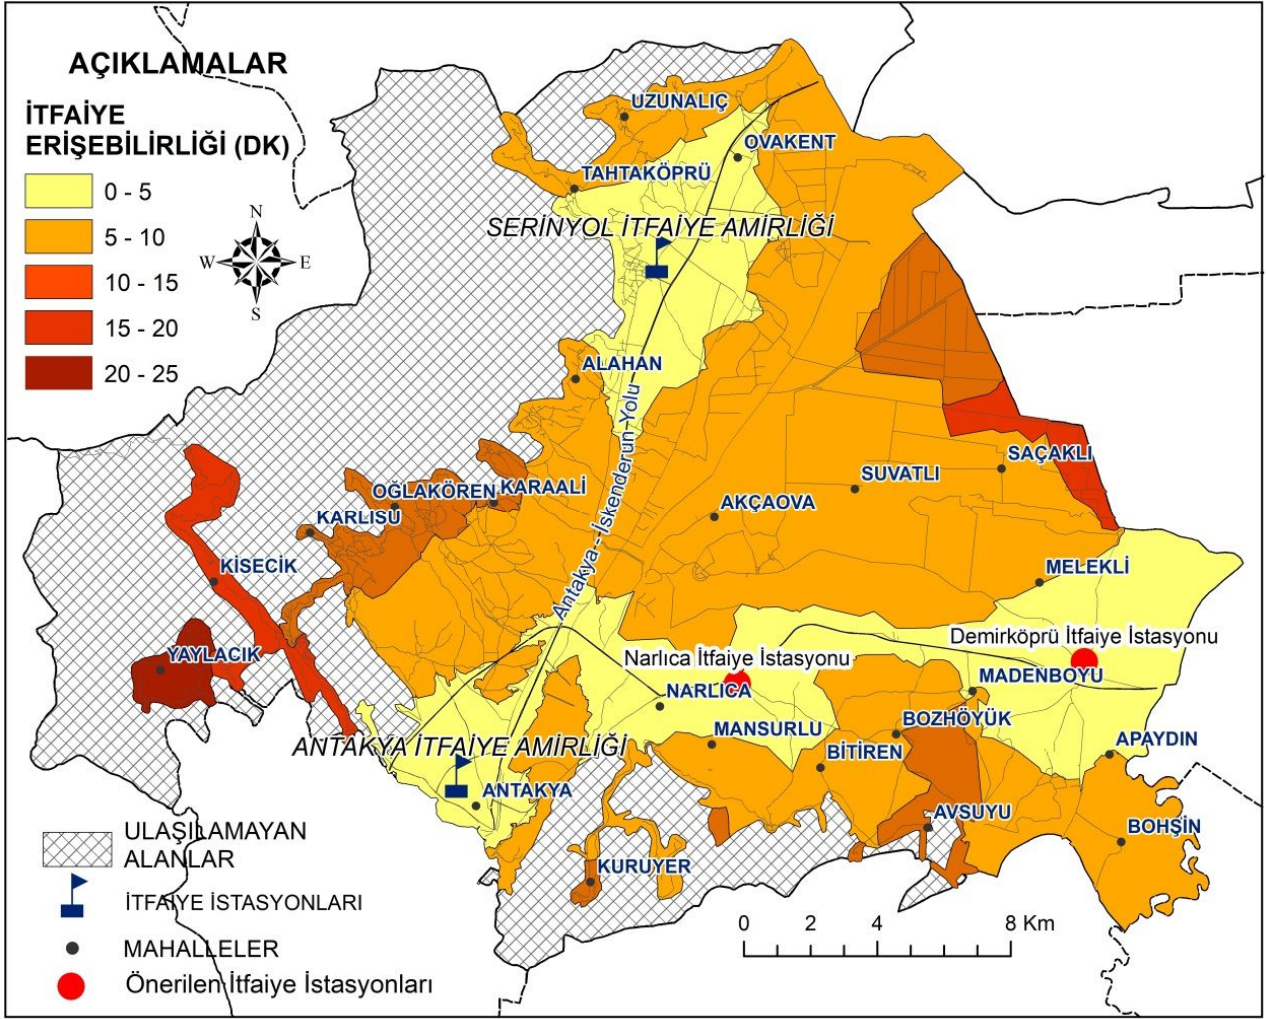 AÇIKLAMALAR
İTFAİYE
ERİŞEBİLİRLİĞİ (DK)
0 - 5
5 - 10
10 - 15
15 - 20
20 - 25
N
W
E
S
UZUNALIÇ
OVAKENT
TAHTAKÖPRÜ
SERİNYOL İTFAİYE AMİRLİĞİ
ALAHAN
Antakya - İskenderun Yolu
SAÇAKLI
SUVATLI
OĞLAKÖREN
KARAALİ
AKÇAOVA
KARLISU
KİSECİK
MELEKLİ
Demirköprü İtfaiye İstasyonu
YAYLACIK
Narlıca İtfaiye İstasyonu
MADENBOYU
NARLICA
BOZHÖYÜK
MANSURLU
APAYDIN
ANTAKYA İTFAİYE AMİRLİĞİ
BİTİREN
ANTAKYA
AVSUYU
BOHŞİN
KURUYER
ULAŞILAMAYAN
ALANLAR
İTFAİYE İSTASYONLARI
MAHALLELER
Önerilen İtfaiye İstasyonları
0 2 4 8 Km